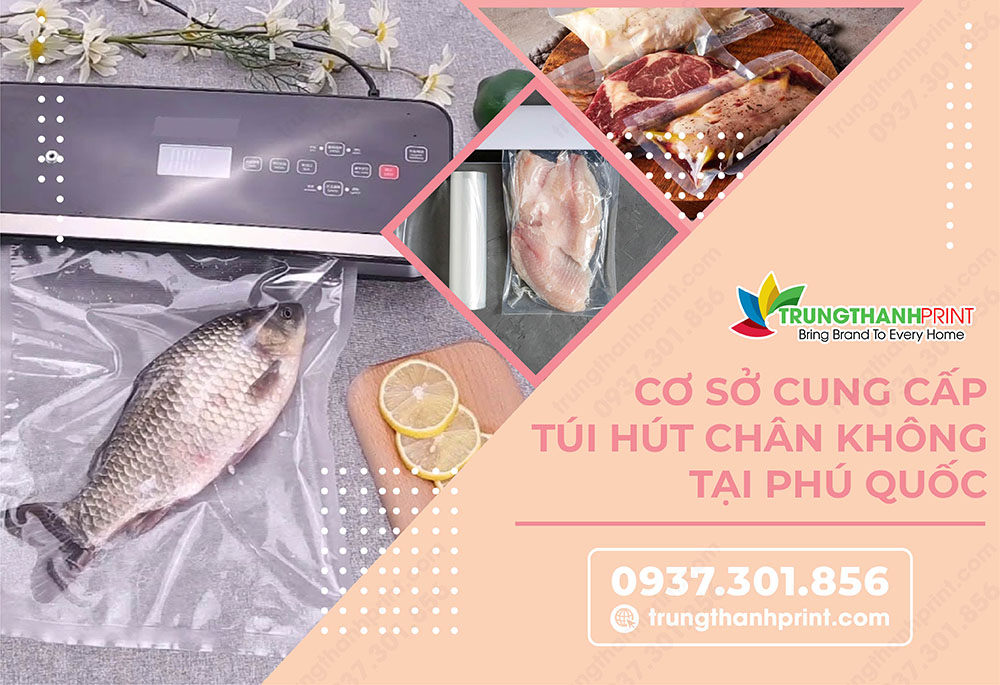 TRUNGTHANHPRINT
Bring Brand To Every Home
CƠ SỞ CUNG CẤP
TÚI HÚT CHÂN KHÔNG
TẠI PHÚ QUỐC
0937.301.856
trungthanhprint.com